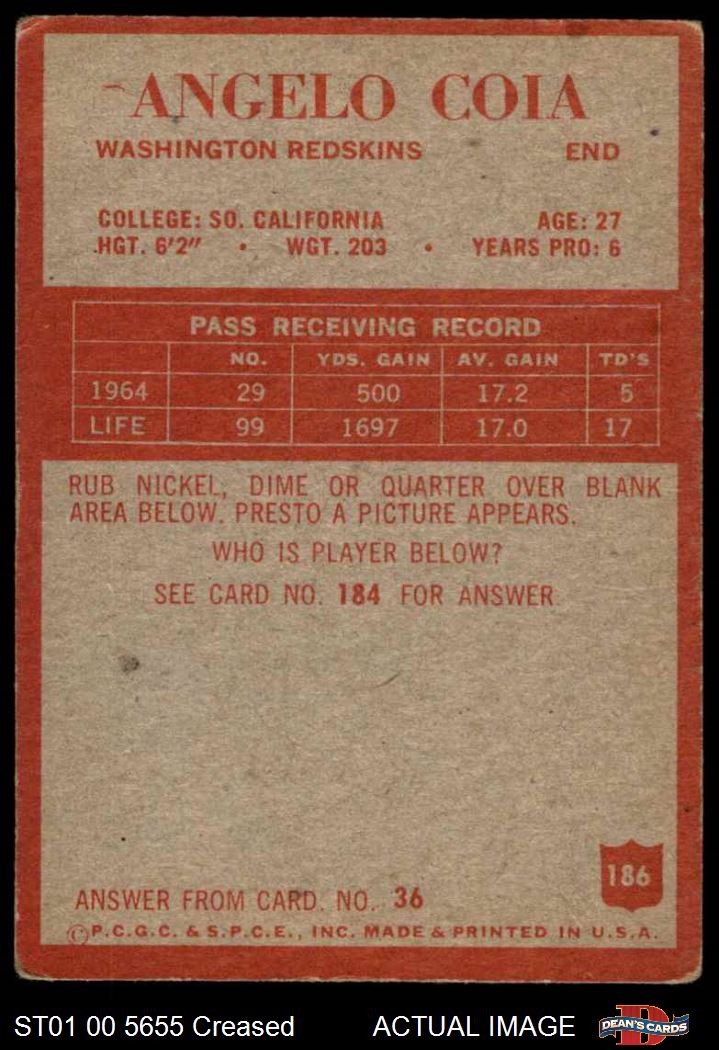 ANGELO COIA
WASHINGTON REDSKINS END
COLLEGE: SO. CALIFORNIA AGE: 27
HGT. 6'2" • WGT. 203 • YEARS PRO: 6
PASS RECEIVING RECORD
NO. YDS. GAIN AV. GAIN TD'S
1964 29 500 17.2 5
LIFE 99 1697 17.0 17
RUB NICKEL, DIME OR QUARTER OVER BLANK
AREA BELOW. PRESTO A PICTURE APPEARS.
WHO IS PLAYER BELOW?
SEE CARD NO. 184 FOR ANSWER
186
ANSWER FROM CARD. NO. 36
©P.C.G.C. & S.P.C.E., INC. MADE & PRINTED IN U.S.A.
ST01 00 5655 Creased ACTUAL IMAGE
D
DEAN'S CARDS